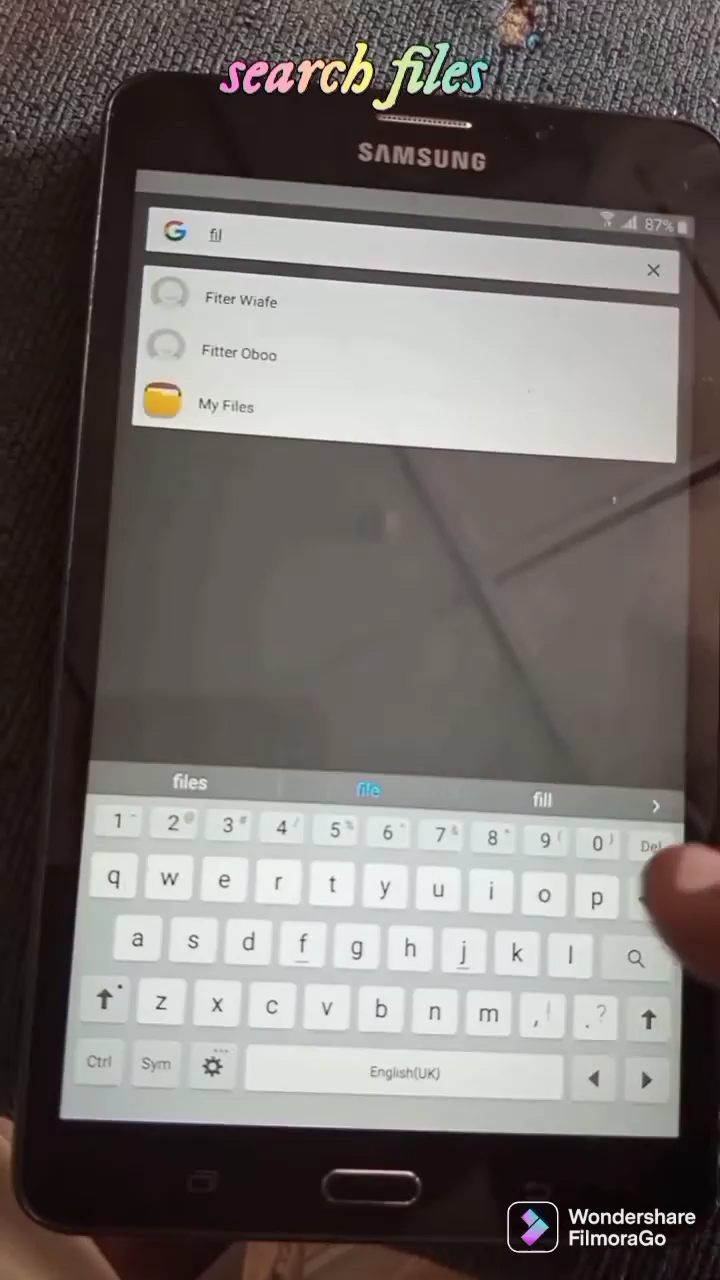 search files
SAMSUNG
87%
fil
Fiter Wiafe
Fitter Oboo
My Files
files file fill
1 2 @ 3 # 4 / 5 % 6 ^ 7 & 8 * 9 ( 0 ) Del
q w e r t y u i o p
a s d f g h j k l
z x c v b n m , ! . ?
Ctrl Sym English(UK)
Wondershare
FilmoraGo